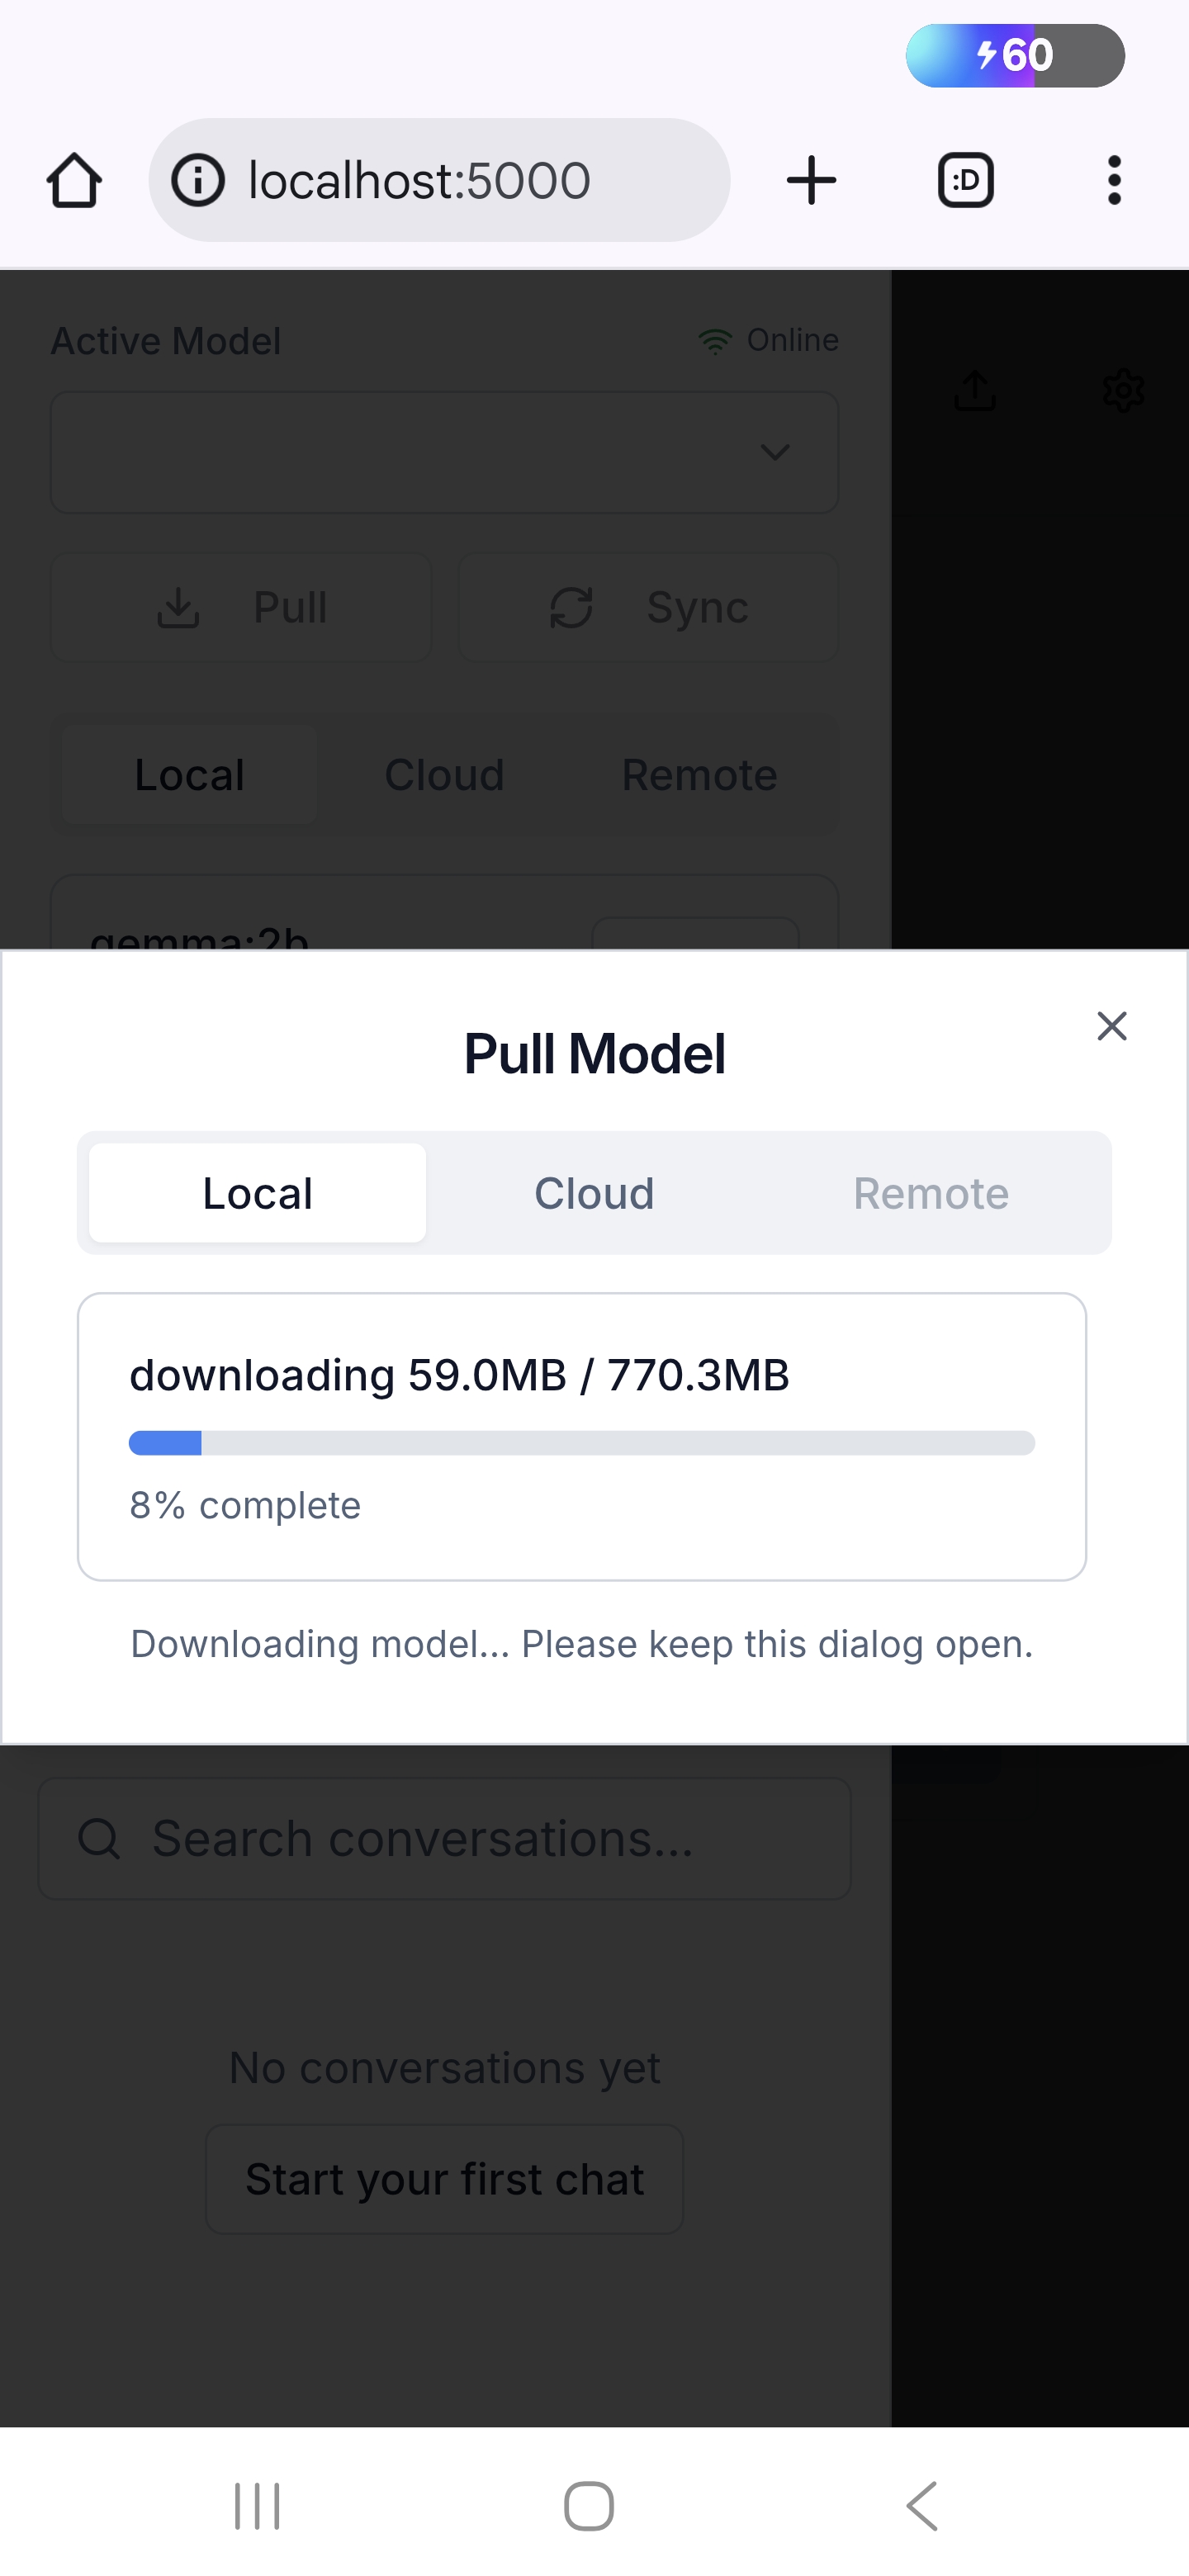 60
localhost:5000
:D
Active Model
Online
Pull
Sync
Local Cloud Remote
gemma:2b
Pull Model
Local Cloud Remote
downloading 59.0MB / 770.3MB
8% complete
Downloading model... Please keep this dialog open.
Search conversations...
No conversations yet
Start your first chat